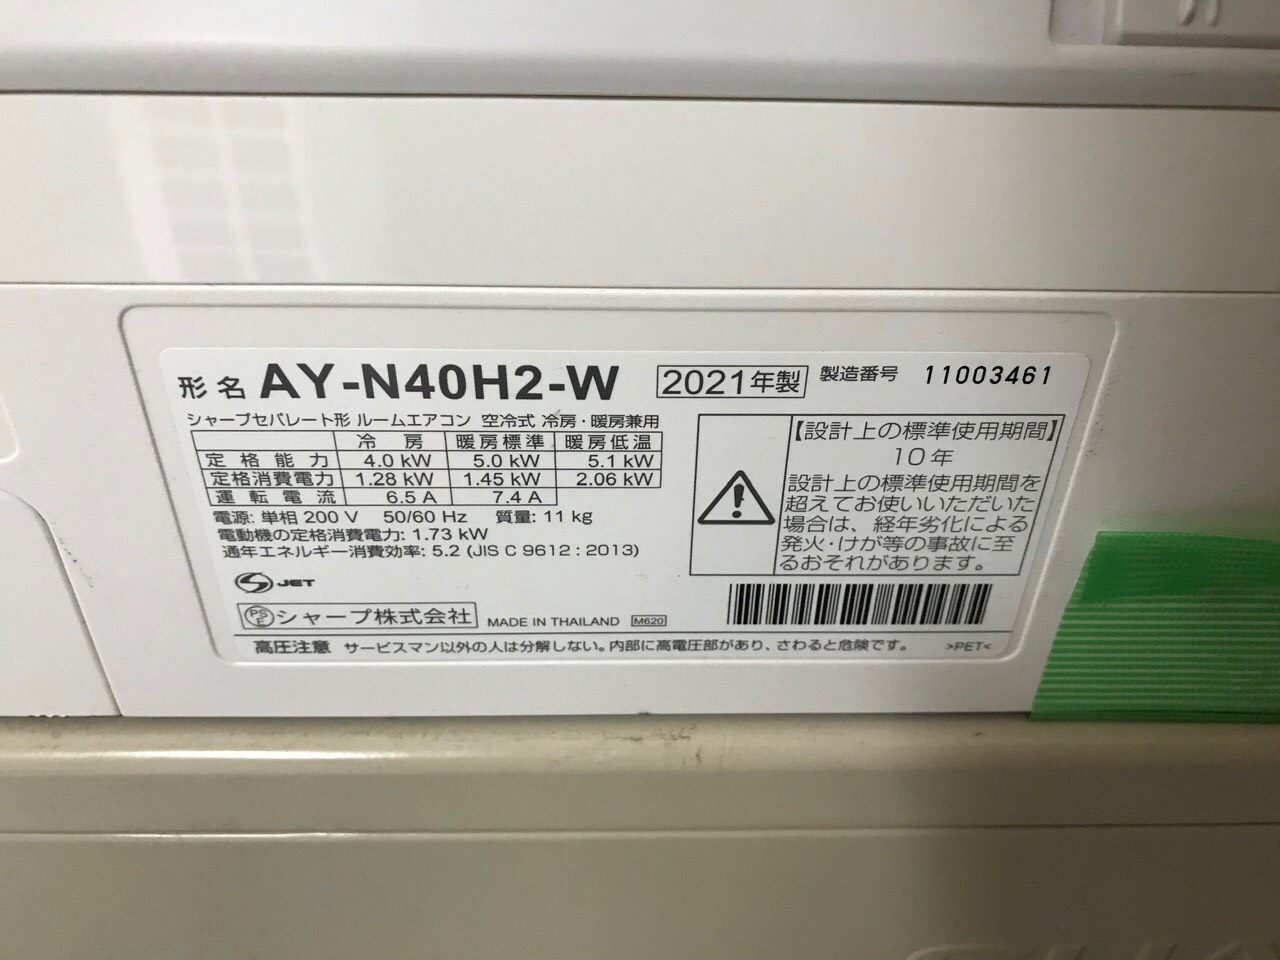 形名 AY-N40H2-W 2021年製 製造番号 11003461
シャープセパレート形 ルームエアコン 空冷式 冷房・暖房兼用
冷 房 暖房標準 暖房低温
定格能力 4.0 kW 5.0 kW 5.1 kW
定格消費電力 1.28 kW 1.45 kW 2.06 kW
運転電流 6.5 A 7.4 A
電源: 単相 200 V 50/60 Hz 質量: 11 kg
電動機の定格消費電力: 1.73 kW
通年エネルギー消費効率: 5.2 (JIS C 9612 : 2013)
JET
PSE シャープ株式会社 MADE IN THAILAND M620
【設計上の標準使用期間】
10年
設計上の標準使用期間を
超えてお使いいただいた
場合は、経年劣化による
発火・けが等の事故に至
るおそれがあります。
高圧注意 サービスマン以外の人は分解しない。内部に高電圧部があり、さわると危険です。 >PET<